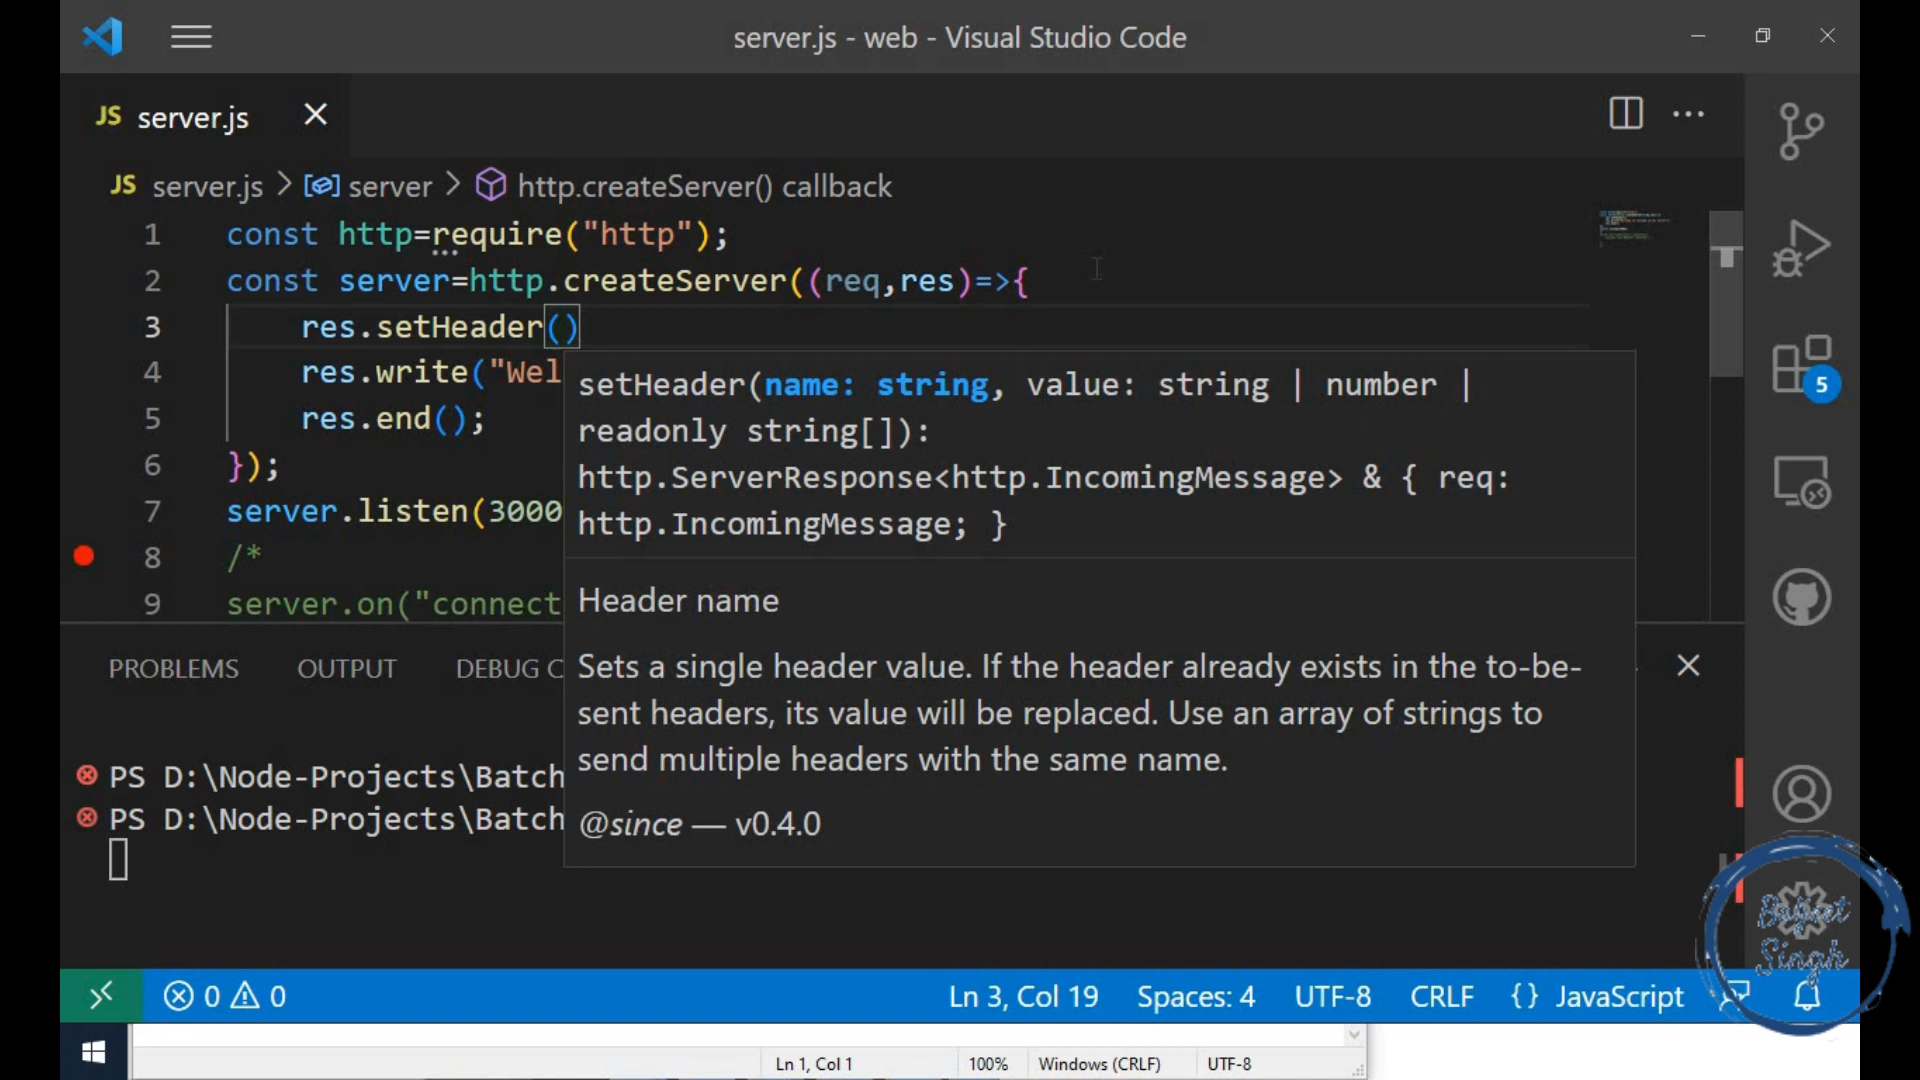 server.js - web - Visual Studio Code
JS server.js
JS server.js > server > http.createServer() callback
1 const http=require("http");
2 const server=http.createServer((req,res)=>{
3 res.setHeader()
4 res.write("Wel
5 res.end();
6 });
7 server.listen(3000
8 /*
9 server.on("connect
setHeader(name: string, value: string | number |
readonly string[]):
http.ServerResponse<http.IncomingMessage> & { req:
http.IncomingMessage; }
Header name
Sets a single header value. If the header already exists in the to-be-
sent headers, its value will be replaced. Use an array of strings to
send multiple headers with the same name.
@since — v0.4.0
5
PROBLEMS OUTPUT DEBUG C
PS D:\Node-Projects\Batch
PS D:\Node-Projects\Batch
Baljeet
Singh
0 0 Ln 3, Col 19 Spaces: 4 UTF-8 CRLF {} JavaScript
Ln 1, Col 1 100% Windows (CRLF) UTF-8